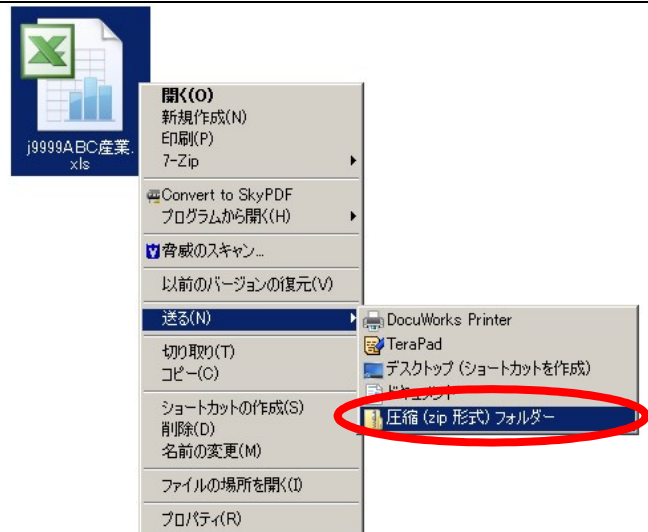 j9999ABC産業.
xls
開く(O)
新規作成(N)
印刷(P)
7-Zip
Convert to SkyPDF
プログラムから開く(H)
脅威のスキャン...
以前のバージョンの復元(V)
送る(N)
切り取り(T)
コピー(C)
ショートカットの作成(S)
削除(D)
名前の変更(M)
ファイルの場所を開く(I)
プロパティ(R)
DocuWorks Printer
TeraPad
デスクトップ (ショートカットを作成)
ドキュメント
圧縮 (zip 形式) フォルダー